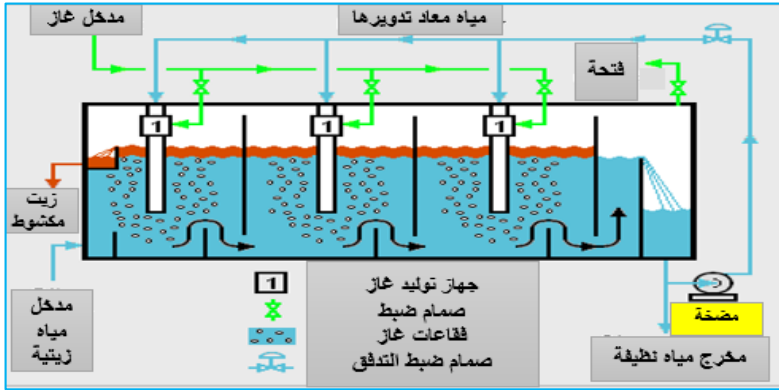 مدخل غاز
مياه معاد تدويرها
فتحة
1
1
1
زيت
مكشوط
مدخل
مياه
زيتية
1
جهاز توليد غاز
صمام ضبط
فقاعات غاز
صمام ضبط التدفق
مضخة
مخرج مياه نظيفة